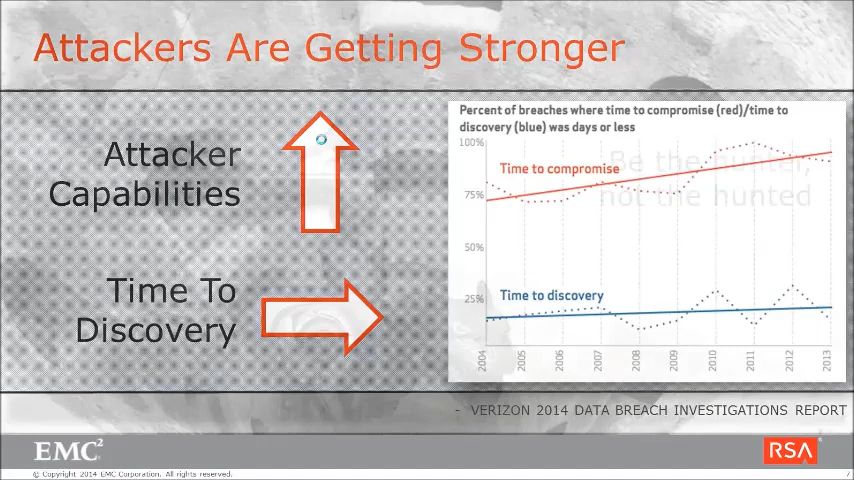 Attackers Are Getting Stronger
Attacker
Capabilities
Time To
Discovery
Percent of breaches where time to compromise (red)/time to
discovery (blue) was days or less
100%
75%
50%
25%
Time to compromise
Be the hunter,
not the hunted
Time to discovery
2004
2005
2006
2007
2008
2009
2010
2011
2012
2013
- VERIZON 2014 DATA BREACH INVESTIGATIONS REPORT
EMC²
RSA
© Copyright 2014 EMC Corporation. All rights reserved.
7